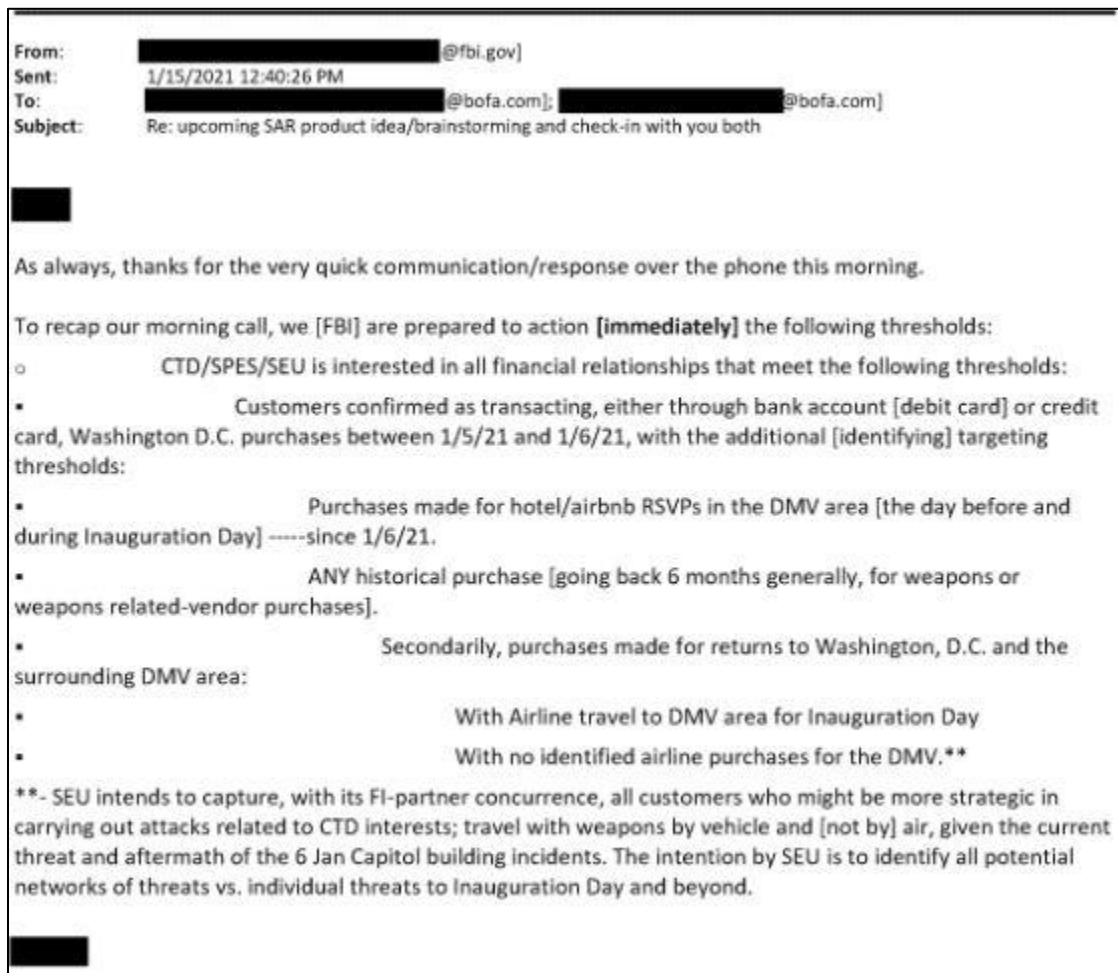 From: @fbi.gov]
Sent: 1/15/2021 12:40:26 PM
To: @bofa.com]; @bofa.com]
Subject: Re: upcoming SAR product idea/brainstorming and check-in with you both
As always, thanks for the very quick communication/response over the phone this morning.
To recap our morning call, we [FBI] are prepared to action [immediately] the following thresholds:
o CTD/SPES/SEU is interested in all financial relationships that meet the following thresholds:
▪ Customers confirmed as transacting, either through bank account [debit card] or credit
card, Washington D.C. purchases between 1/5/21 and 1/6/21, with the additional [identifying] targeting
thresholds:
▪ Purchases made for hotel/airbnb RSVPs in the DMV area [the day before and
during Inauguration Day] -----since 1/6/21.
▪ ANY historical purchase [going back 6 months generally, for weapons or
weapons related-vendor purchases].
▪ Secondarily, purchases made for returns to Washington, D.C. and the
surrounding DMV area:
▪ With Airline travel to DMV area for Inauguration Day
▪ With no identified airline purchases for the DMV.**
**- SEU intends to capture, with its FI-partner concurrence, all customers who might be more strategic in
carrying out attacks related to CTD interests; travel with weapons by vehicle and [not by] air, given the current
threat and aftermath of the 6 Jan Capitol building incidents. The intention by SEU is to identify all potential
networks of threats vs. individual threats to Inauguration Day and beyond.